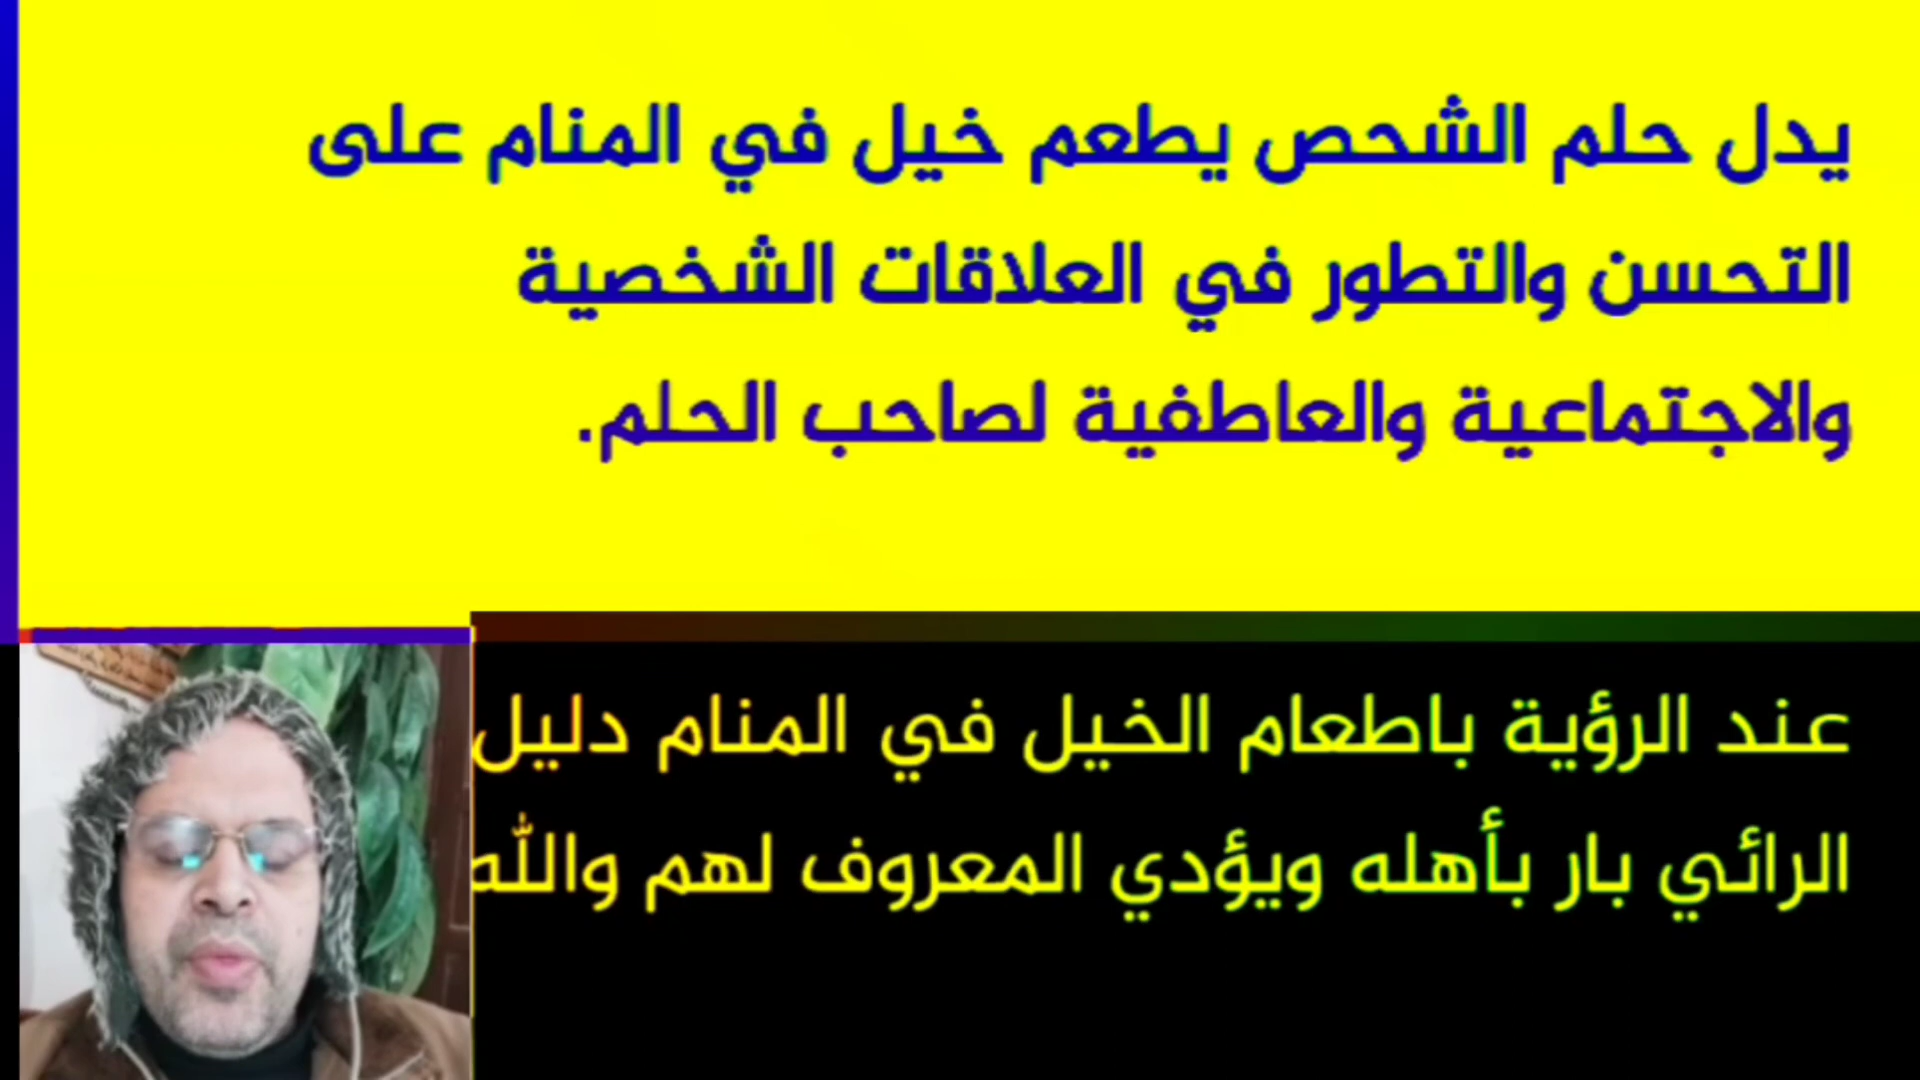 يدل حلم الشحص يطعم خيل في المنام على
التحسن والتطور في العلاقات الشخصية
والاجتماعية والعاطفية لصاحب الحلم.
عند الرؤية باطعام الخيل في المنام دليل
الرائي بار بأهله ويؤدي المعروف لهم والله